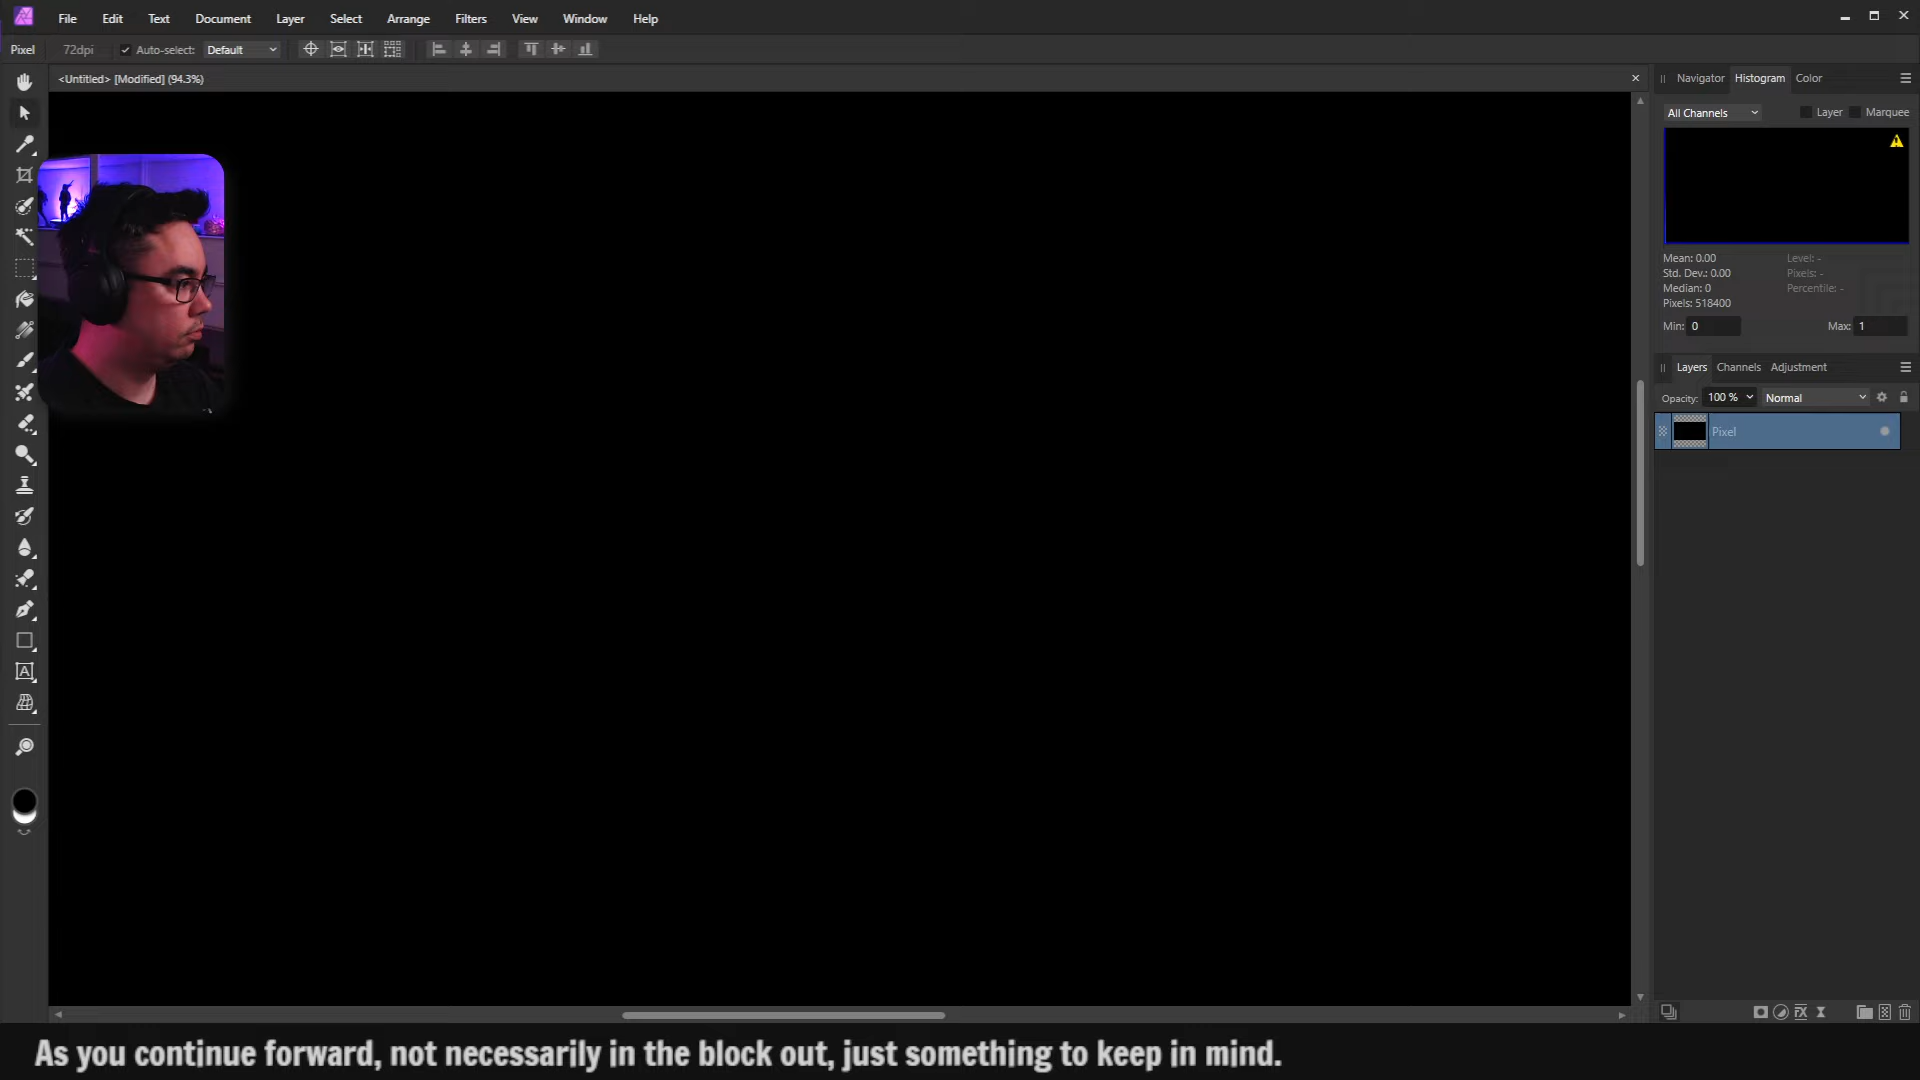 File Edit Text Document Layer Select Arrange Filters View Window Help
Pixel 72dpi Auto-select: Default
<Untitled> [Modified] (94.3%)
Navigator Histogram Color
All Channels Layer Marquee
Mean: 0.00 Level: -
Std. Dev.: 0.00 Pixels: -
Median: 0 Percentile: -
Pixels: 518400
Min: 0 Max: 1
Layers Channels Adjustment
Opacity: 100 % Normal
Pixel
As you continue forward, not necessarily in the block out, just something to keep in mind.